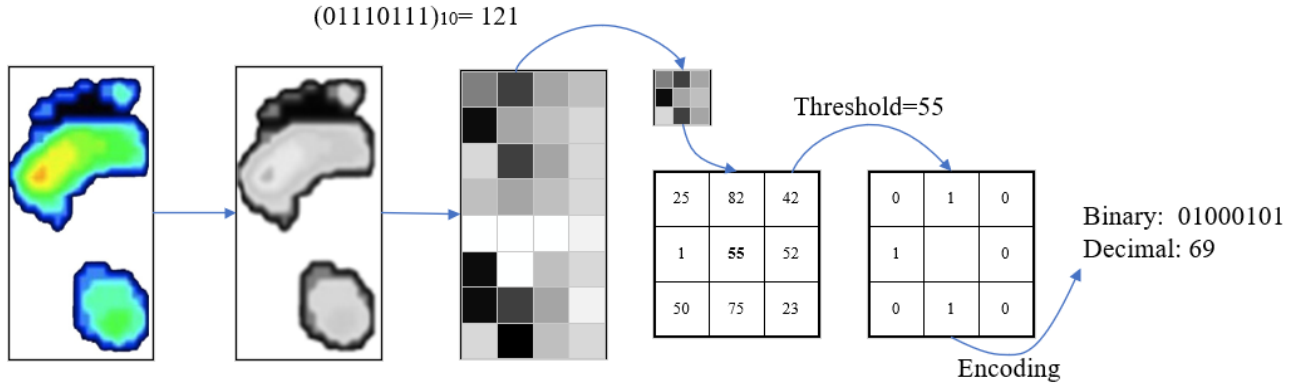 (01110111)10= 121
Threshold=55
25 82 42
1 55 52
50 75 23
0 1 0
1 0
0 1 0
Binary: 01000101
Decimal: 69
Encoding